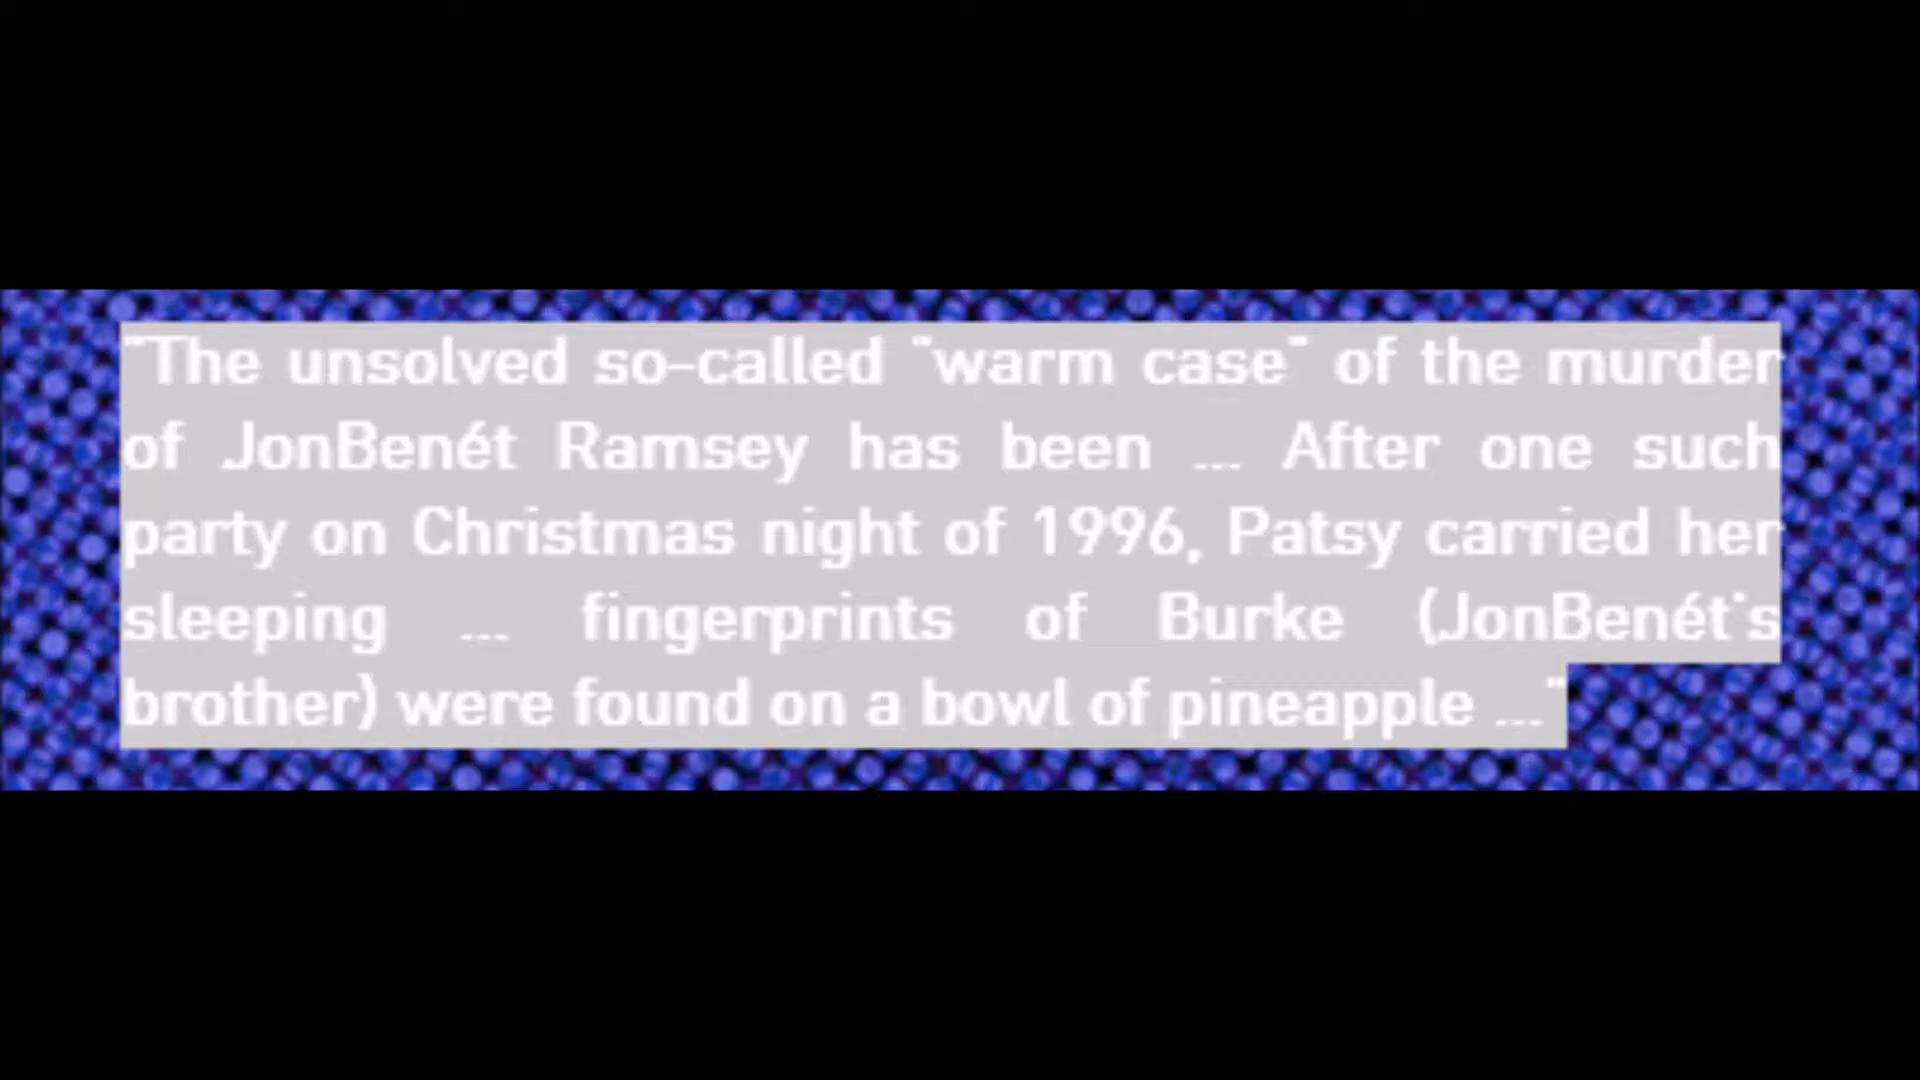 "The unsolved so-called "warm case" of the murder
of JonBenét Ramsey has been ... After one such
party on Christmas night of 1996, Patsy carried her
sleeping ... fingerprints of Burke (JonBenét's
brother) were found on a bowl of pineapple ..."